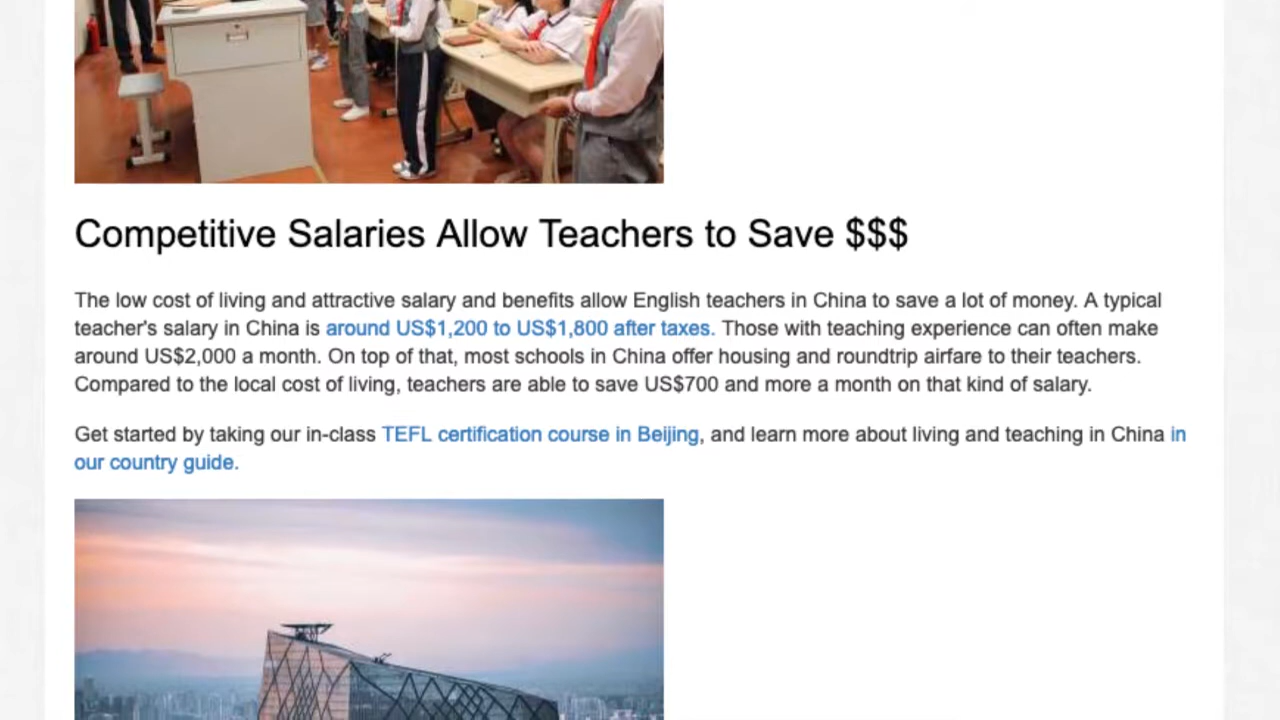 Competitive Salaries Allow Teachers to Save $$$
The low cost of living and attractive salary and benefits allow English teachers in China to save a lot of money. A typical
teacher's salary in China is around US$1,200 to US$1,800 after taxes. Those with teaching experience can often make
around US$2,000 a month. On top of that, most schools in China offer housing and roundtrip airfare to their teachers.
Compared to the local cost of living, teachers are able to save US$700 and more a month on that kind of salary.
Get started by taking our in-class TEFL certification course in Beijing, and learn more about living and teaching in China in
our country guide.